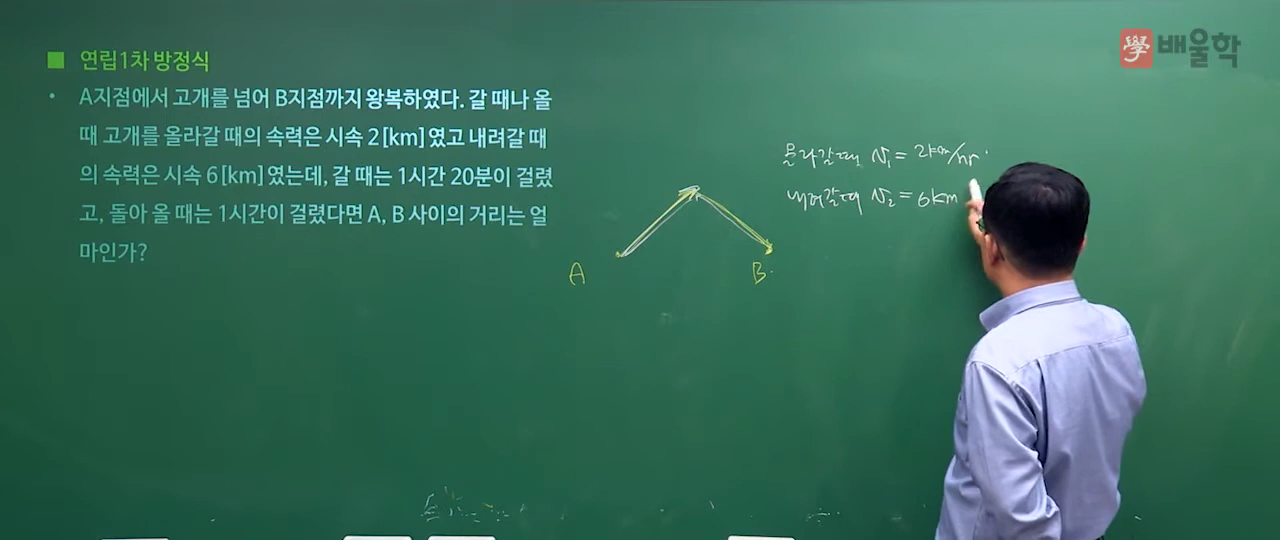 學 배울학
■ 연립1차 방정식
• A지점에서 고개를 넘어 B지점까지 왕복하였다. 갈 때나 올
때 고개를 올라갈 때의 속력은 시속 2[km]였고 내려갈 때
의 속력은 시속 6[km]였는데, 갈 때는 1시간 20분이 걸렸
고, 돌아 올 때는 1시간이 걸렸다면 A, B 사이의 거리는 얼
마인가?
올라갈때 v₁ = 2km/hr.
내려갈때 v₂ = 6km
A
B